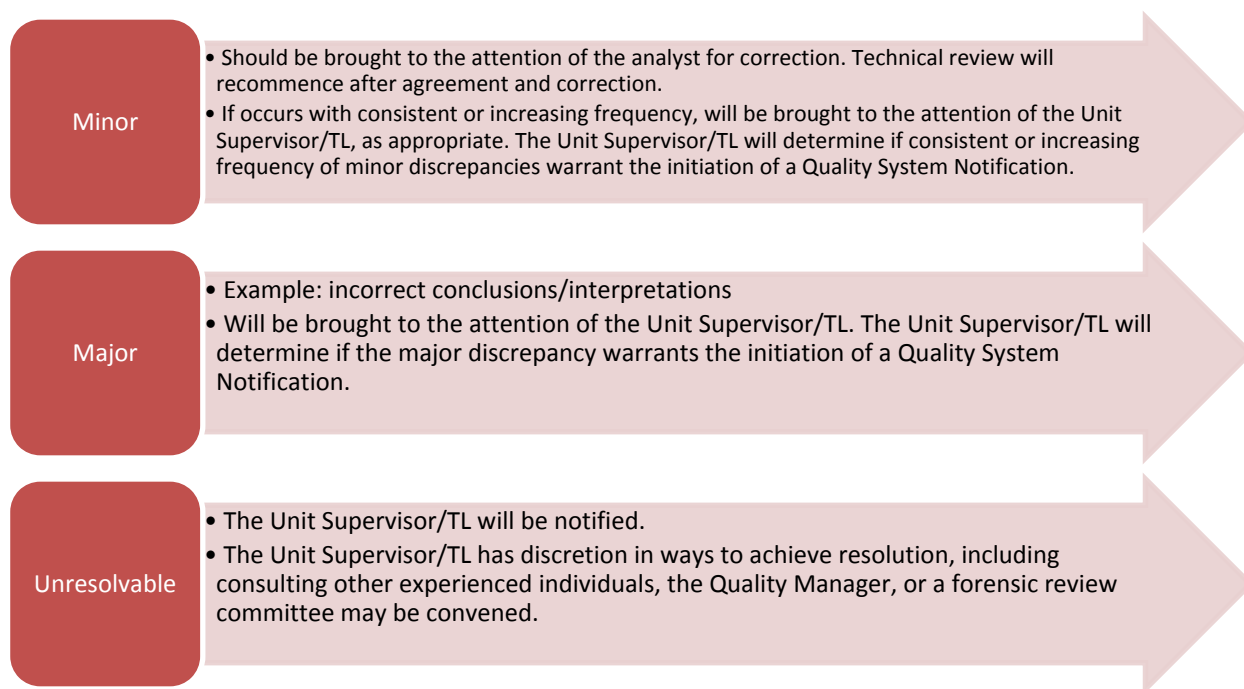 Minor
• Should be brought to the attention of the analyst for correction. Technical review will
recommence after agreement and correction.
• If occurs with consistent or increasing frequency, will be brought to the attention of the Unit
Supervisor/TL, as appropriate. The Unit Supervisor/TL will determine if consistent or increasing
frequency of minor discrepancies warrant the initiation of a Quality System Notification.
Major
• Example: incorrect conclusions/interpretations
• Will be brought to the attention of the Unit Supervisor/TL. The Unit Supervisor/TL will
determine if the major discrepancy warrants the initiation of a Quality System
Notification.
Unresolvable
• The Unit Supervisor/TL will be notified.
• The Unit Supervisor/TL has discretion in ways to achieve resolution, including
consulting other experienced individuals, the Quality Manager, or a forensic review
committee may be convened.